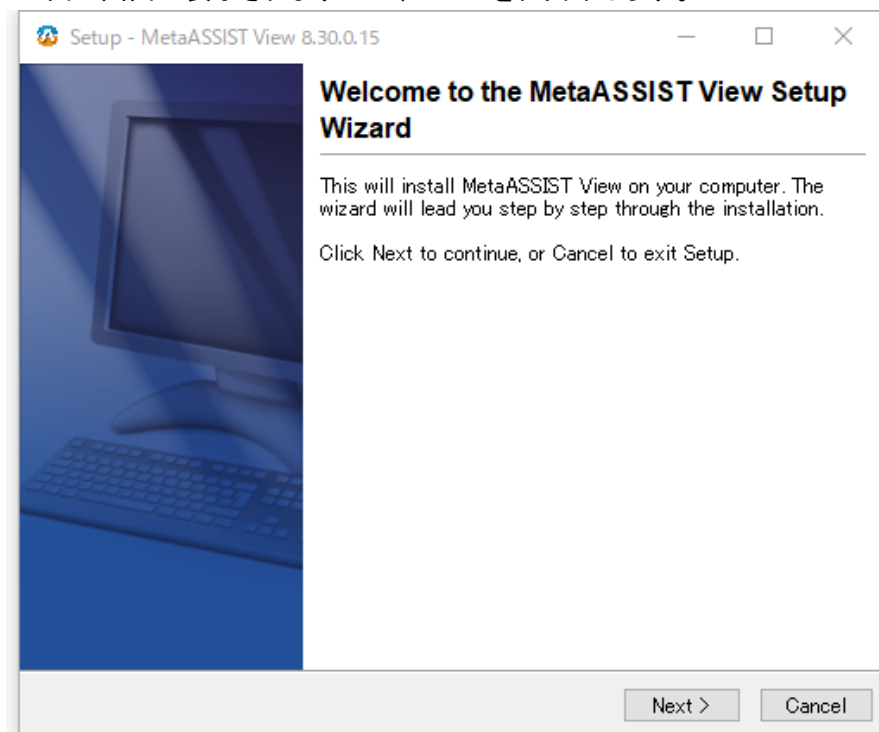 Setup - MetaASSIST View 8.30.0.15
Welcome to the MetaASSIST View Setup
Wizard
This will install MetaASSIST View on your computer. The
wizard will lead you step by step through the installation.
Click Next to continue, or Cancel to exit Setup.
Next >
Cancel